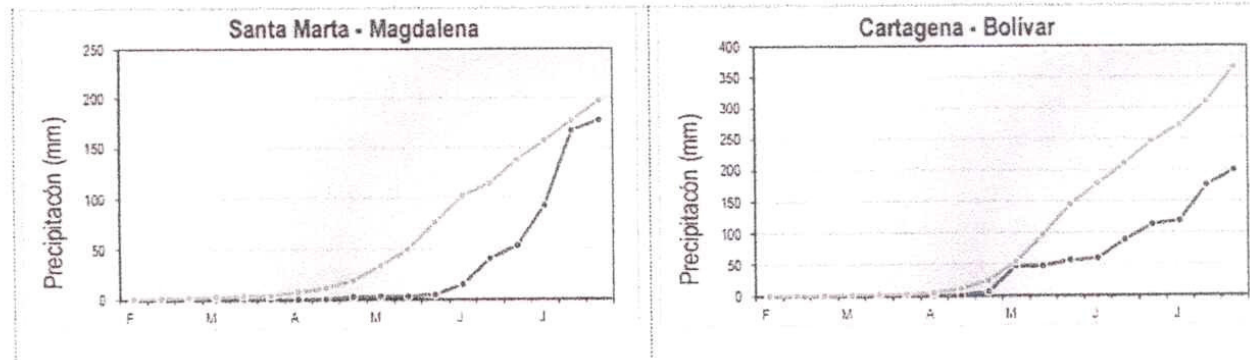 Santa Marta - Magdalena
250
200
150
100
50
0
Precipitacón (mm)
F M A M J J
Cartagena - Bolívar
400
350
300
250
200
150
100
50
0
Precipitacón (mm)
F M A M J J